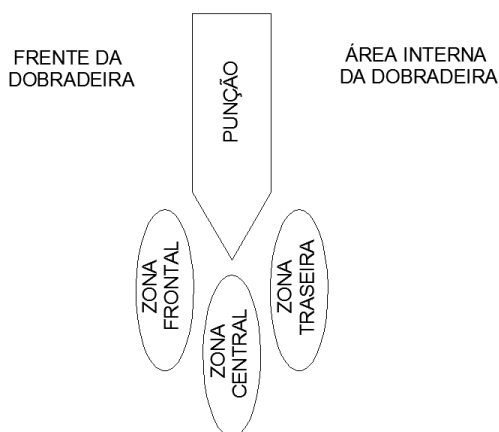 FRENTE DA
DOBRADEIRA
PUNÇÃO
ÁREA INTERNA
DA DOBRADEIRA
ZONA
FRONTAL
ZONA
CENTRAL
ZONA
TRASEIRA